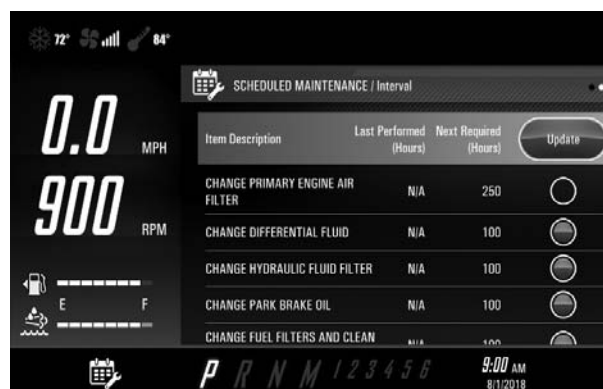 72° 84°
SCHEDULED MAINTENANCE / Interval
0.0 MPH
Item Description Last Performed (Hours) Next Required (Hours) Update
CHANGE PRIMARY ENGINE AIR FILTER N/A 250
900 RPM
CHANGE DIFFERENTIAL FLUID N/A 100
CHANGE HYDRAULIC FLUID FILTER N/A 100
E F
CHANGE PARK BRAKE OIL N/A 100
CHANGE FUEL FILTERS AND CLEAN N/A 100
P R N M 1 2 3 4 5 6
9:00 AM
8/1/2018